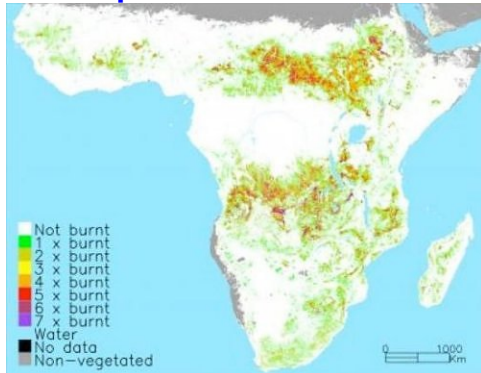 Not burnt
1 x burnt
2 x burnt
3 x burnt
4 x burnt
5 x burnt
6 x burnt
7 x burnt
Water
No data
Non-vegetated
0 1000
Km